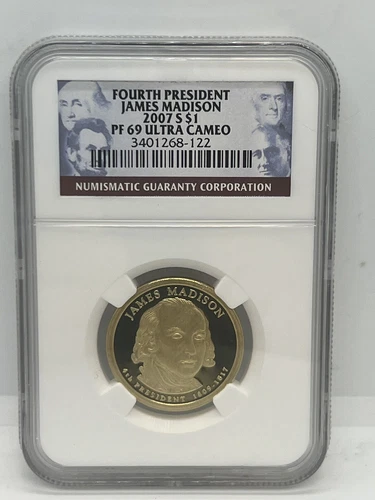 FOURTH PRESIDENT
JAMES MADISON
2007 S $1
PF 69 ULTRA CAMEO
3401268-122
NUMISMATIC GUARANTY CORPORATION
JAMES MADISON
4th PRESIDENT 1809-1817